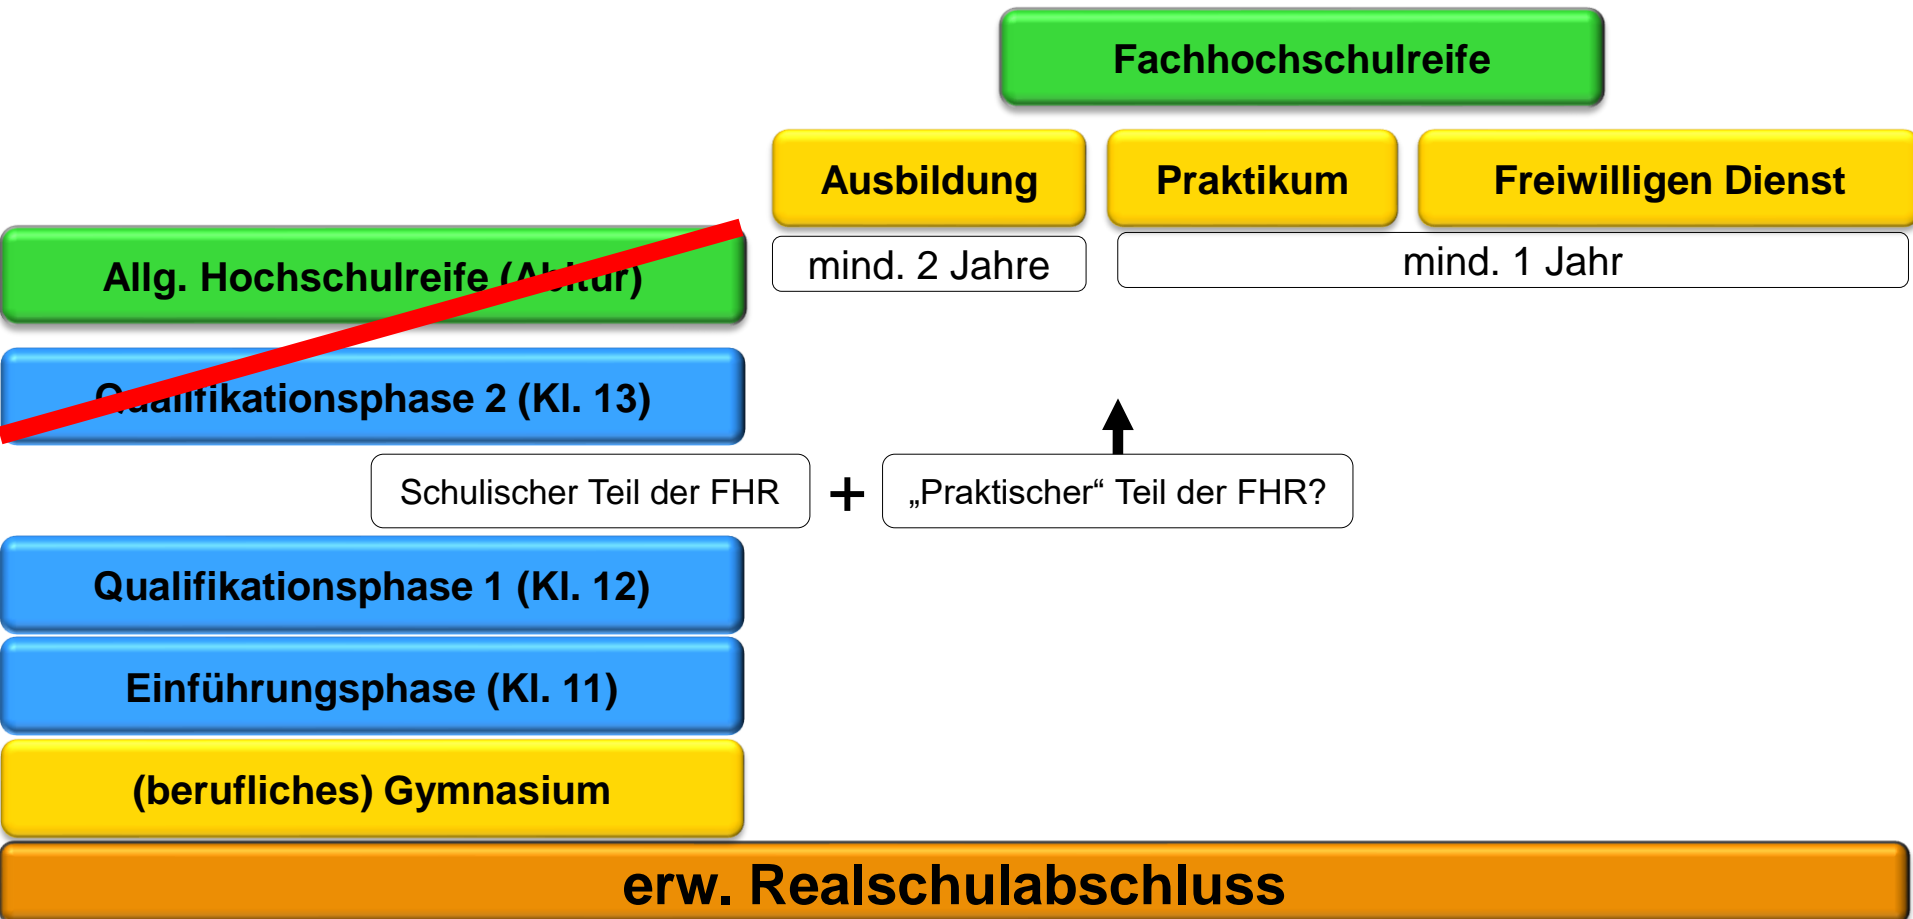 Fachhochschulreife
Ausbildung
Praktikum
Freiwilligen Dienst
mind. 2 Jahre
mind. 1 Jahr
Allg. Hochschulreife (Abitur)
Qualifikationsphase 2 (Kl. 13)
Schulischer Teil der FHR
+
„Praktischer“ Teil der FHR?
Qualifikationsphase 1 (Kl. 12)
Einführungsphase (Kl. 11)
(berufliches) Gymnasium
erw. Realschulabschluss